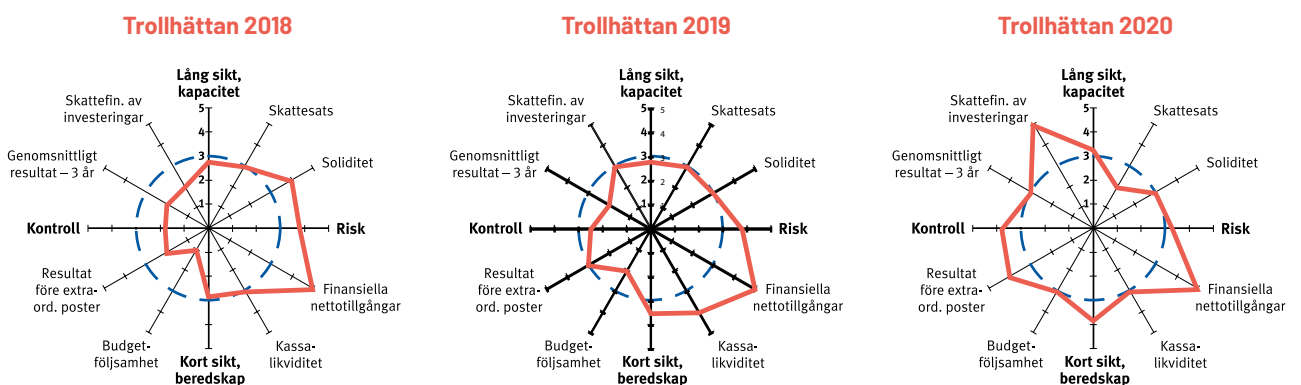 Trollhättan 2018
Lång sikt,
kapacitet
Skattefin. av
investeringar
Skattesats
Genomsnittligt
resultat – 3 år
Soliditet
5
4
3
2
1
Kontroll
Risk
Resultat
före extra-
ord. poster
Finansiella
nettotillgångar
Budget-
följsamhet
Kassa-
likviditet
Kort sikt,
beredskap
Trollhättan 2019
Lång sikt,
kapacitet
Skattefin. av
investeringar
Skattesats
Genomsnittligt
resultat – 3 år
Soliditet
5 5
4 4
3 3
2 2
1
Kontroll
Risk
Resultat
före extra-
ord. poster
Finansiella
nettotillgångar
Budget-
följsamhet
Kassa-
likviditet
Kort sikt,
beredskap
Trollhättan 2020
Lång sikt,
kapacitet
Skattefin. av
investeringar
Skattesats
Genomsnittligt
resultat – 3 år
Soliditet
5
4
3
2
1
Kontroll
Risk
Resultat
före extra-
ord. poster
Finansiella
nettotillgångar
Budget-
följsamhet
Kassa-
likviditet
Kort sikt,
beredskap